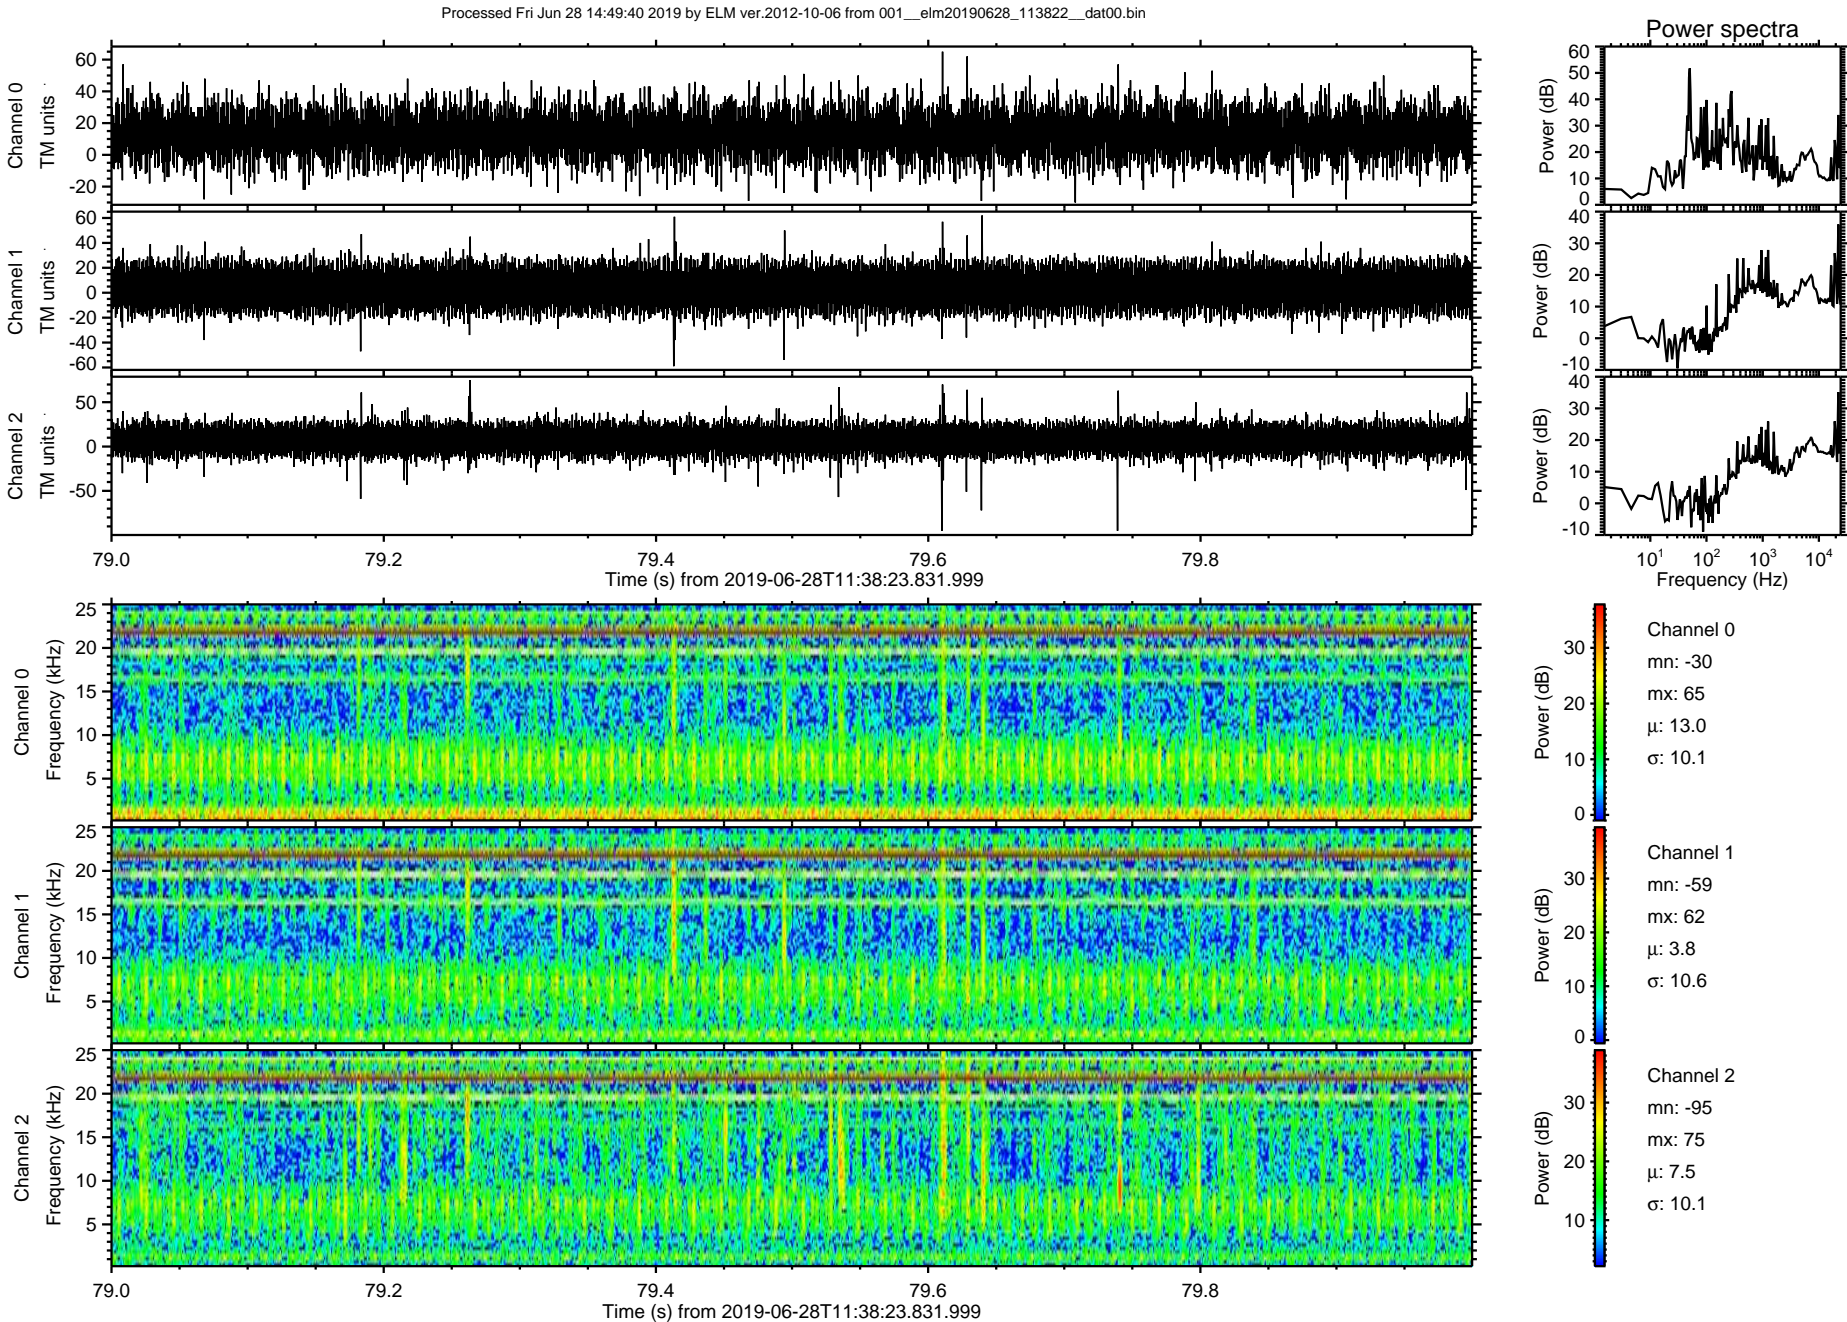 Processed Fri Jun 28 14:49:40 2019 by ELM ver.2012-10-06 from 001__elm20190628_113822__dat00.bin
Power spectra
Channel 0
TM units
60
40
20
0
-20
Power (dB)
60
50
40
30
20
10
0
Channel 1
TM units
60
40
20
0
-20
-40
-60
Power (dB)
40
30
20
10
0
-10
Channel 2
TM units
50
0
-50
Power (dB)
40
30
20
10
0
-10
79.0 79.2 79.4 79.6 79.8
Time (s) from 2019-06-28T11:38:23.831.999
10¹ 10² 10³ 10⁴
Frequency (Hz)
Channel 0
Frequency (kHz)
25
20
15
10
5
Power (dB)
30
20
10
0
Channel 0
mn: -30
mx: 65
μ: 13.0
σ: 10.1
Channel 1
Frequency (kHz)
25
20
15
10
5
Power (dB)
30
20
10
0
Channel 1
mn: -59
mx: 62
μ: 3.8
σ: 10.6
Channel 2
Frequency (kHz)
25
20
15
10
5
Power (dB)
30
20
10
Channel 2
mn: -95
mx: 75
μ: 7.5
σ: 10.1
79.0 79.2 79.4 79.6 79.8
Time (s) from 2019-06-28T11:38:23.831.999